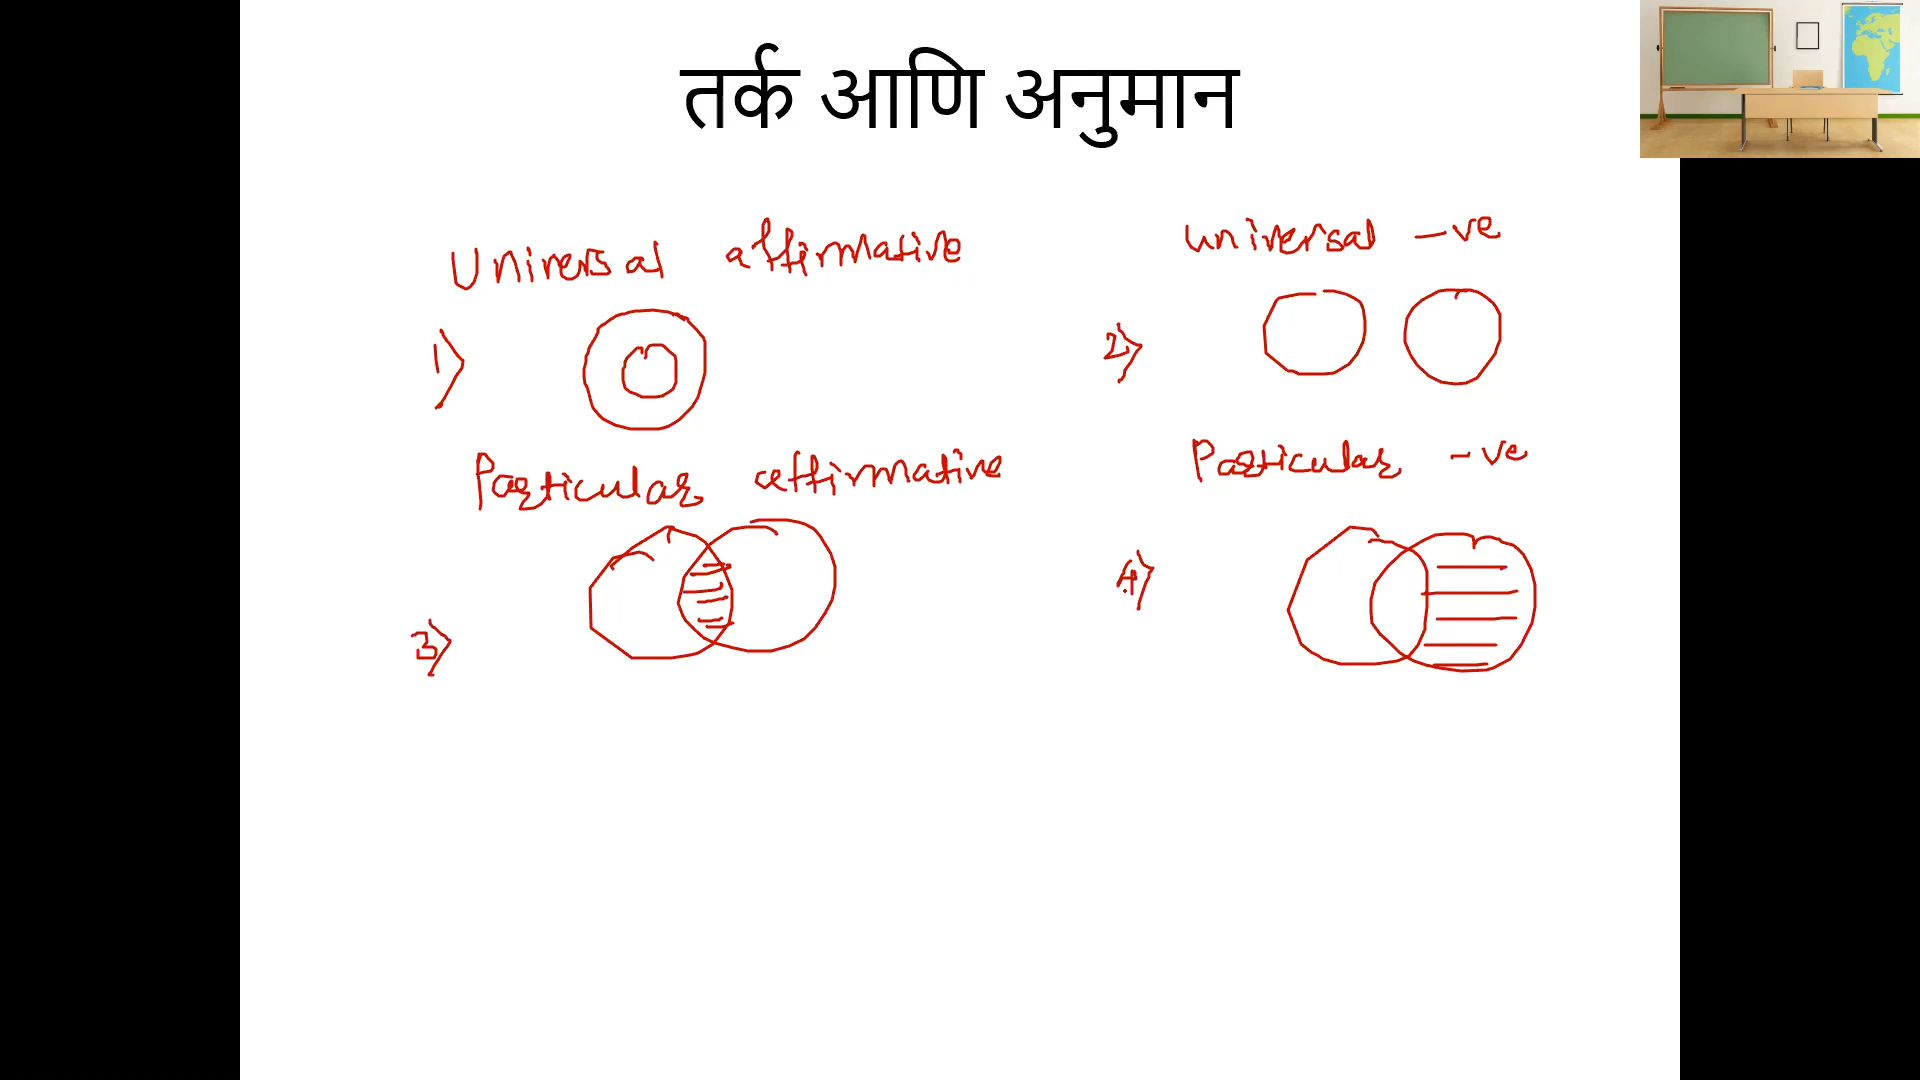 तर्क आणि अनुमान
Universal affirmative
1)
universal -ve
2)
Particular affirmative
3)
Particular -ve
4)